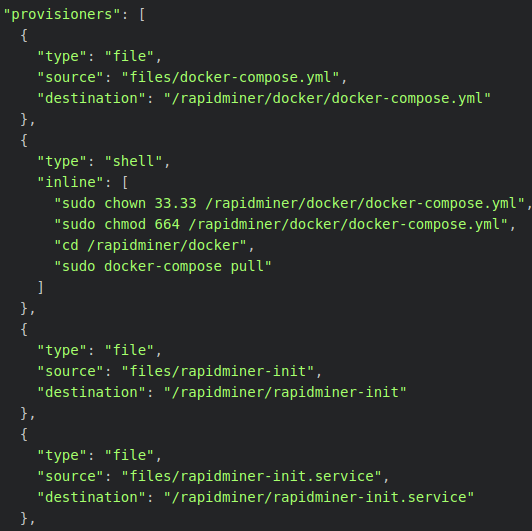 "provisioners": [
  {
    "type": "file",
    "source": "files/docker-compose.yml",
    "destination": "/rapidminer/docker/docker-compose.yml"
  },
  {
    "type": "shell",
    "inline": [
      "sudo chown 33.33 /rapidminer/docker/docker-compose.yml",
      "sudo chmod 664 /rapidminer/docker/docker-compose.yml",
      "cd /rapidminer/docker",
      "sudo docker-compose pull"
    ]
  },
  {
    "type": "file",
    "source": "files/rapidminer-init",
    "destination": "/rapidminer/rapidminer-init"
  },
  {
    "type": "file",
    "source": "files/rapidminer-init.service",
    "destination": "/rapidminer/rapidminer-init.service"
  },